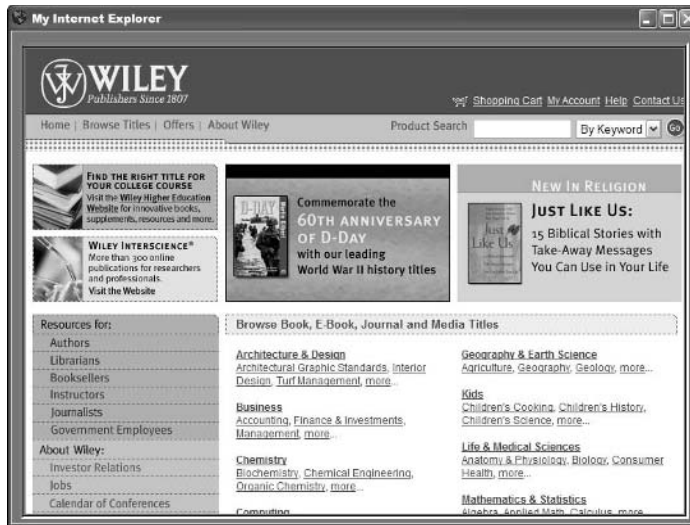 My Internet Explorer
WILEY
Publishers Since 1807
Shopping Cart My Account Help Contact Us
Home | Browse Titles | Offers | About Wiley
Product Search
By Keyword
Go
FIND THE RIGHT TITLE FOR
YOUR COLLEGE COURSE
Visit the Wiley Higher Education
Website for innovative books,
supplements, resources and more.
WILEY INTERSCIENCE®
More than 300 online
publications for researchers
and professionals.
Visit the Website
D-DAY
Commemorate the
60TH ANNIVERSARY
OF D-DAY
with our leading
World War II history titles
NEW IN RELIGION
Just
Like Us
JUST LIKE US:
15 Biblical Stories with
Take-Away Messages
You Can Use in Your Life
Resources for:
Authors
Librarians
Booksellers
Instructors
Journalists
Government Employees
About Wiley:
Investor Relations
Jobs
Calendar of Conferences
Browse Book, E-Book, Journal and Media Titles
Architecture & Design
Architectural Graphic Standards, Interior
Design, Turf Management, more...
Business
Accounting, Finance & Investments,
Management, more...
Chemistry
Biochemistry, Chemical Engineering,
Organic Chemistry, more...
Computing
Geography & Earth Science
Agriculture, Geography, Geology, more...
Kids
Children's Cooking, Children's History,
Children's Science, more...
Life & Medical Sciences
Anatomy & Physiology, Biology, Consumer
Health, more...
Mathematics & Statistics
Algebra, Applied Math, Calculus, more...